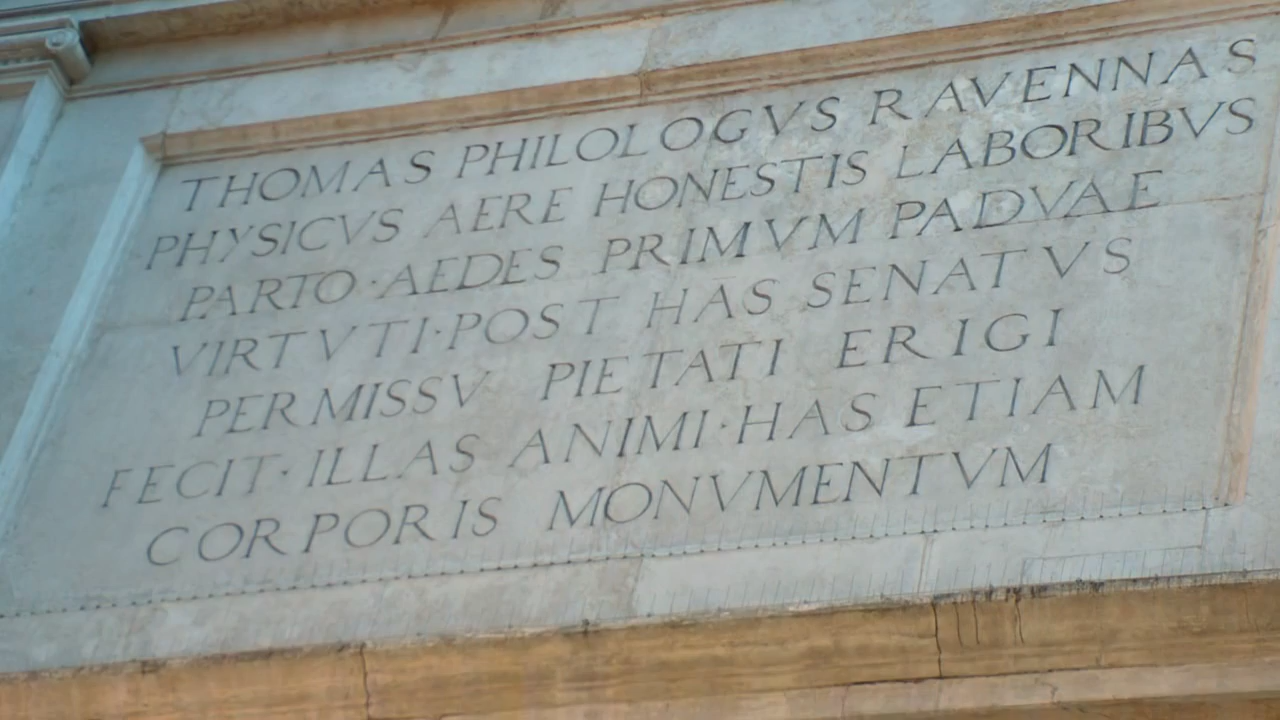 THOMAS PHILOLOGVS RAVENNAS
PHYSICVS AERE HONESTIS LABORIBVS
PARTO·AEDES PRIMVM PADVAE
VIRTVTI·POST HAS SENATVS
PERMISSV PIETATI ERIGI
FECIT·ILLAS ANIMI·HAS ETIAM
CORPORIS MONVMENTVM